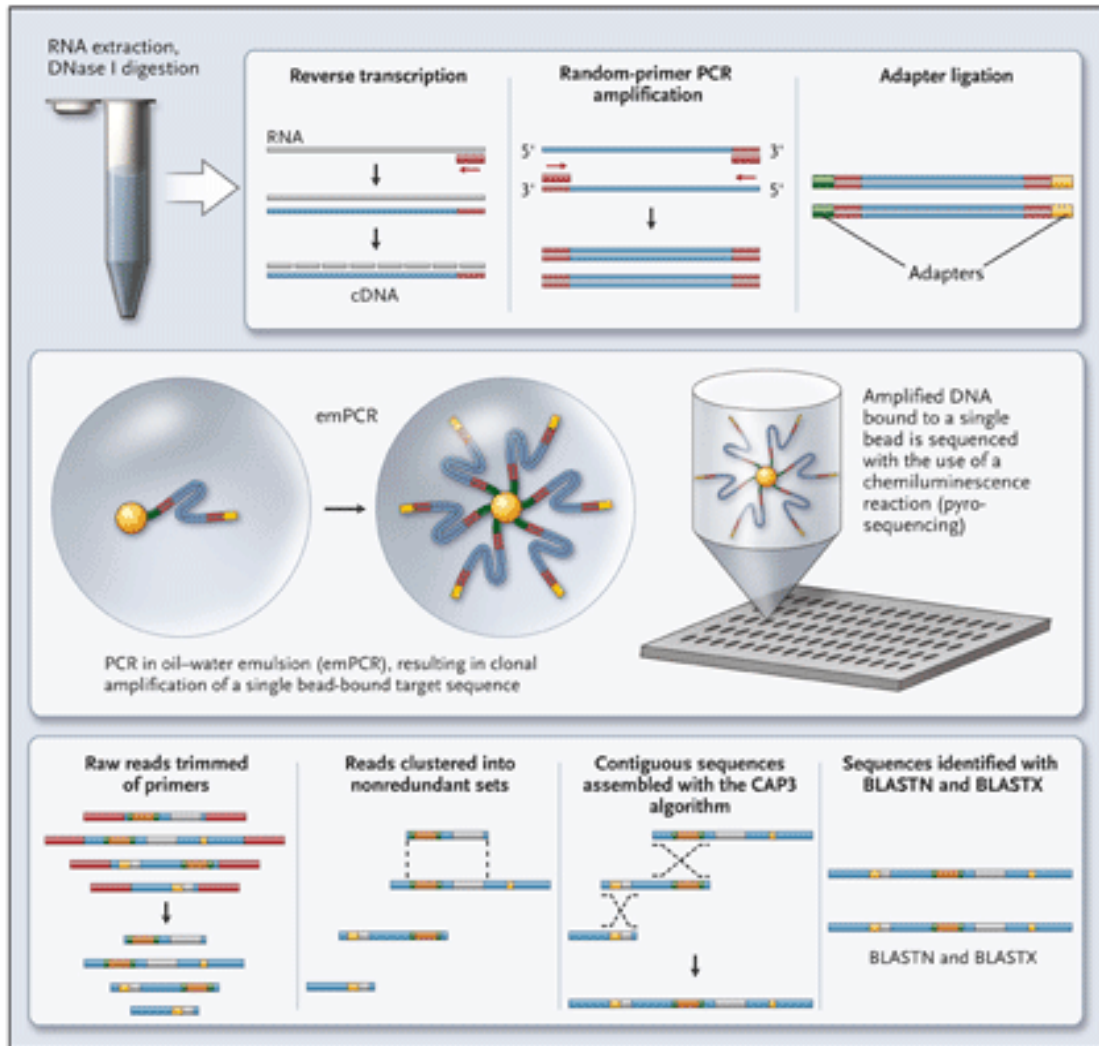 RNA extraction,
DNase I digestion
Reverse transcription
RNA
cDNA
Random-primer PCR
amplification
5'
3'
3'
5'
Adapter ligation
Adapters
emPCR
PCR in oil–water emulsion (emPCR), resulting in clonal
amplification of a single bead-bound target sequence
Amplified DNA
bound to a single
bead is sequenced
with the use of a
chemiluminescence
reaction (pyro-
sequencing)
Raw reads trimmed
of primers
Reads clustered into
nonredundant sets
Contiguous sequences
assembled with the CAP3
algorithm
Sequences identified with
BLASTN and BLASTX
BLASTN and BLASTX